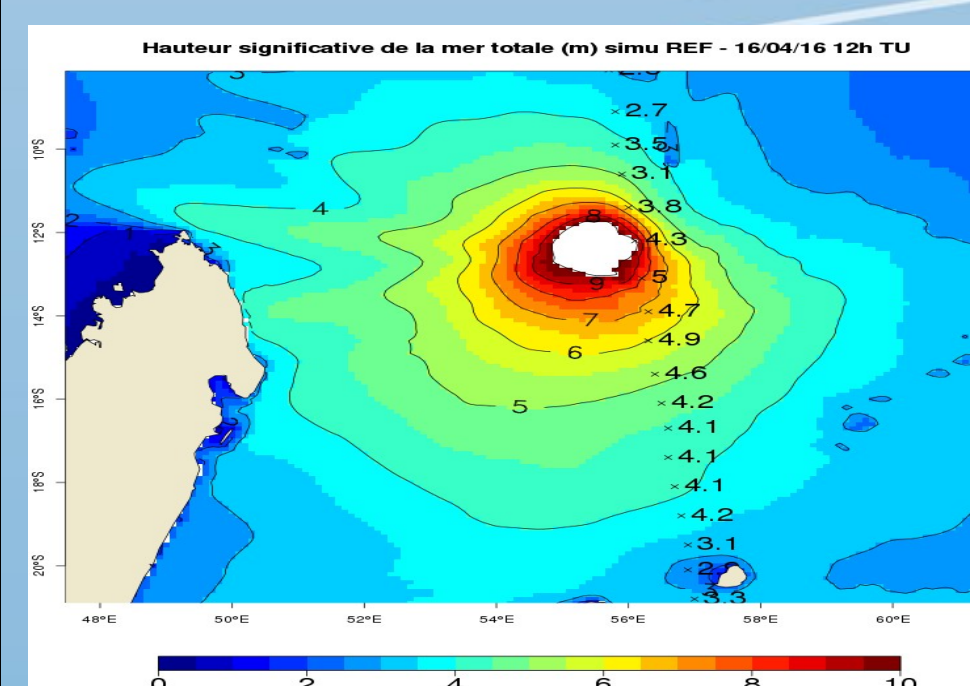 Hauteur significative de la mer totale (m) simu REF - 16/04/16 12h TU
3
2.7
10°S
3.5
3.1
4
3.8
2
1
8
12°S
3
4.3
5
9
14°S
7
4.7
6
4.9
4.6
16°S
5
4.2
4.1
4.1
18°S
4.1
4.2
3.1
20°S
3.3
48°E 50°E 52°E 54°E 56°E 58°E 60°E
0 2 4 6 8 10